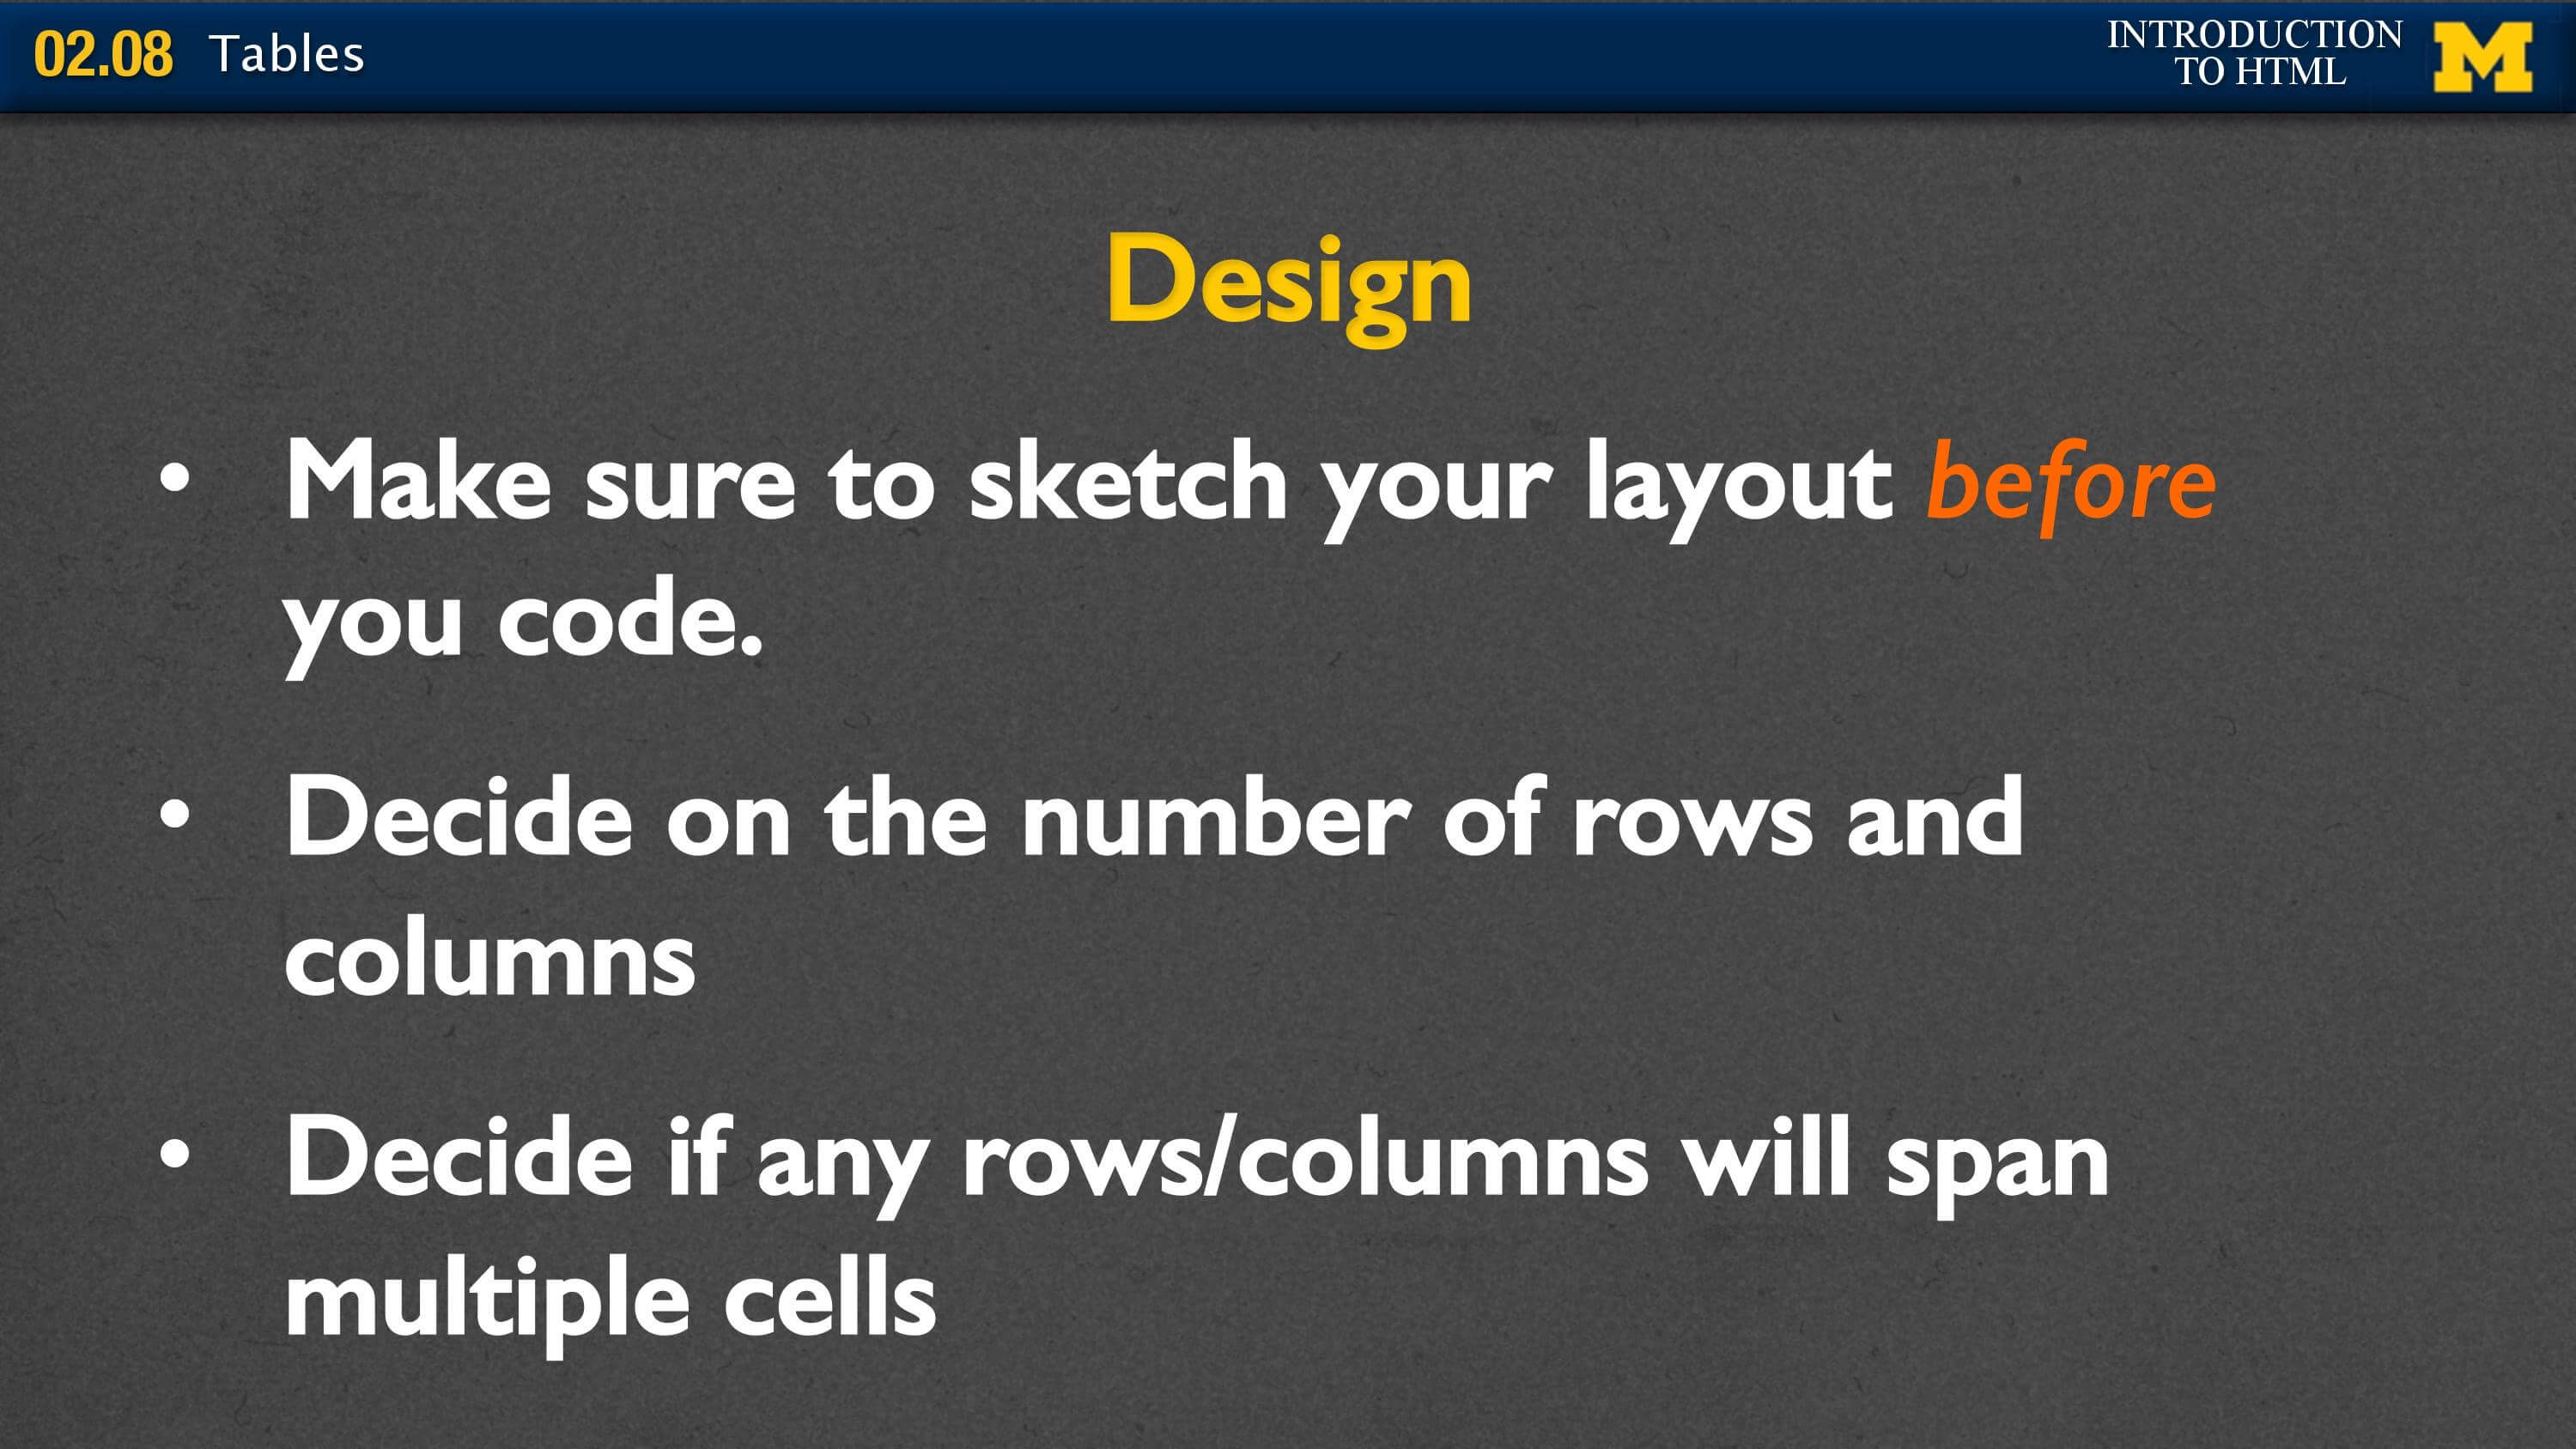 02.08 Tables
INTRODUCTION
TO HTML
M
Design
• Make sure to sketch your layout before
you code.
• Decide on the number of rows and
columns
• Decide if any rows/columns will span
multiple cells